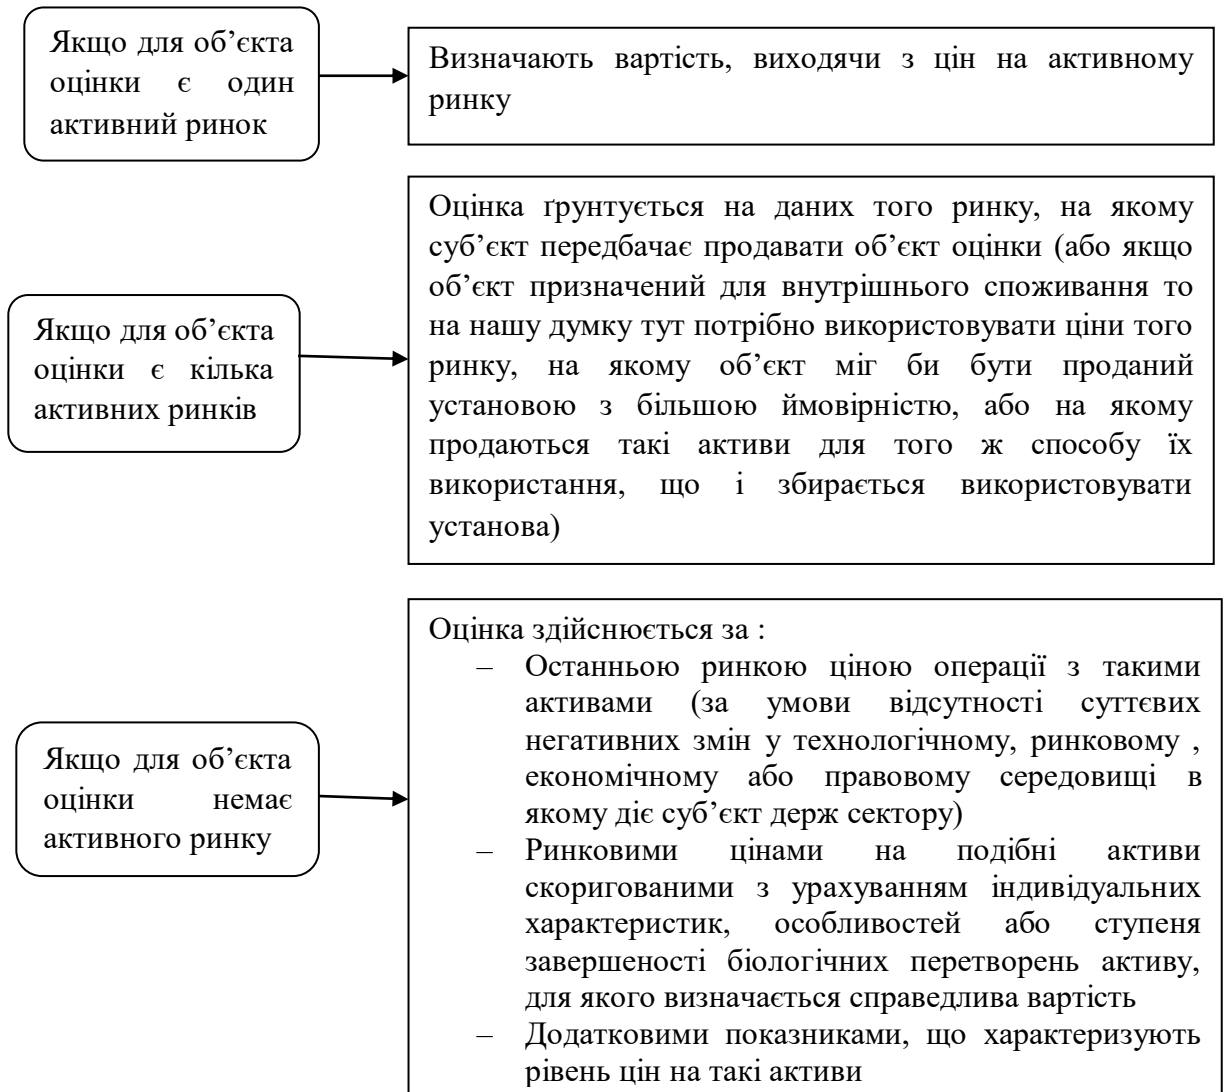 Якщо для об’єкта
оцінки є один
активний ринок
Визначають вартість, виходячи з цін на активному
ринку
Якщо для об’єкта
оцінки є кілька
активних ринків
Оцінка ґрунтується на даних того ринку, на якому
суб’єкт передбачає продавати об’єкт оцінки (або якщо
об’єкт призначений для внутрішнього споживання то
на нашу думку тут потрібно використовувати ціни того
ринку, на якому об’єкт міг би бути проданий
установою з більшою ймовірністю, або на якому
продаються такі активи для того ж способу їх
використання, що і збирається використовувати
установа)
Якщо для об’єкта
оцінки немає
активного ринку
Оцінка здійснюється за :
– Останньою ринкою ціною операції з такими
активами (за умови відсутності суттєвих
негативних змін у технологічному, ринковому ,
економічному або правовому середовищі в
якому діє суб’єкт держ сектору)
– Ринковими цінами на подібні активи
скоригованими з урахуванням індивідуальних
характеристик, особливостей або ступеня
завершеності біологічних перетворень активу,
для якого визначається справедлива вартість
– Додатковими показниками, що характеризують
рівень цін на такі активи